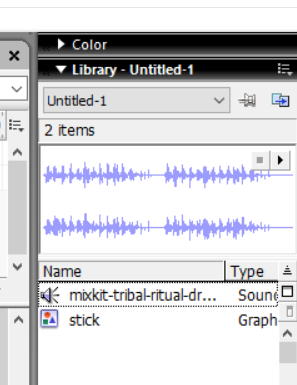 Color
Library - Untitled-1
Untitled-1
2 items
Name Type
mixkit-tribal-ritual-dr... Soun
stick Graph